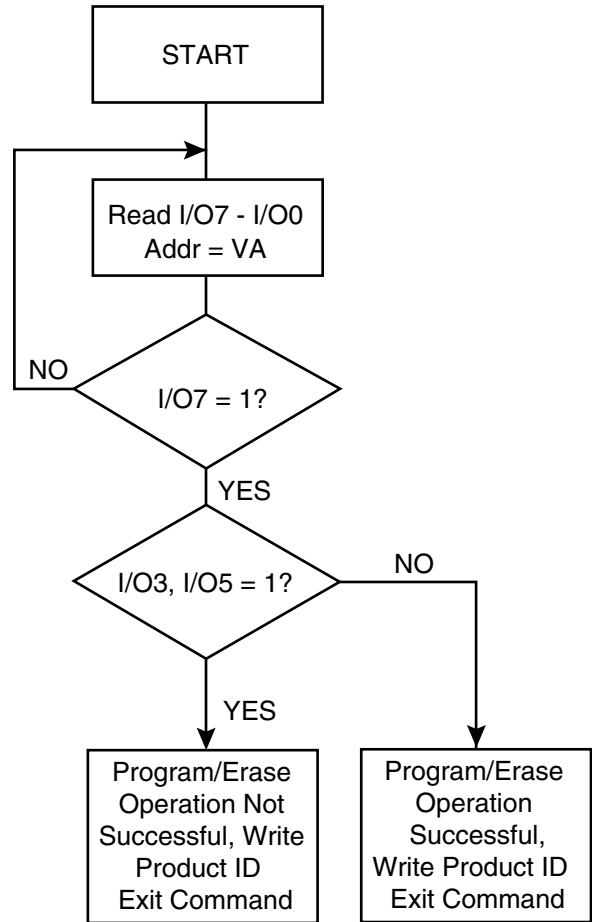 START
Read I/O7 - I/O0
Addr = VA
NO
I/O7 = 1?
YES
I/O3, I/O5 = 1?
NO
YES
Program/Erase
Operation Not
Successful, Write
Product ID
Exit Command
Program/Erase
Operation
Successful,
Write Product ID
Exit Command